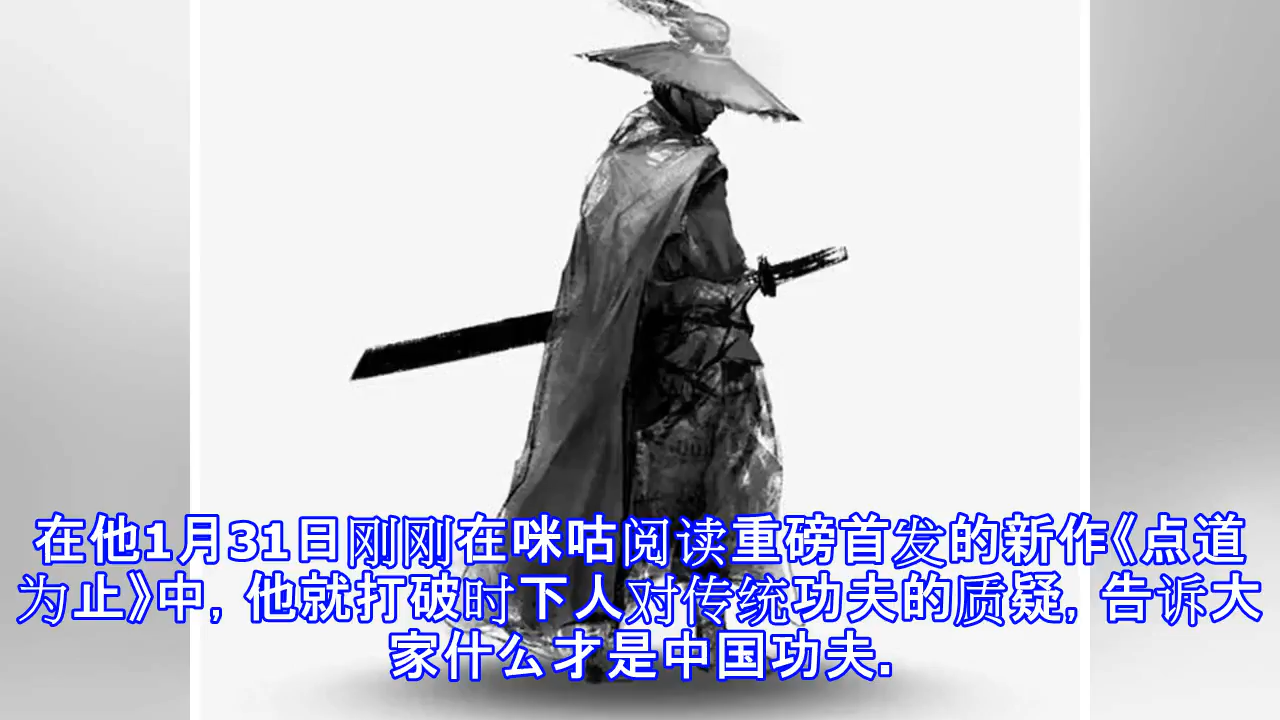 在他1月31日刚刚在咪咕阅读重磅首发的新作《点道
为止》中, 他就打破时下人对传统功夫的质疑, 告诉大
家什么才是中国功夫.